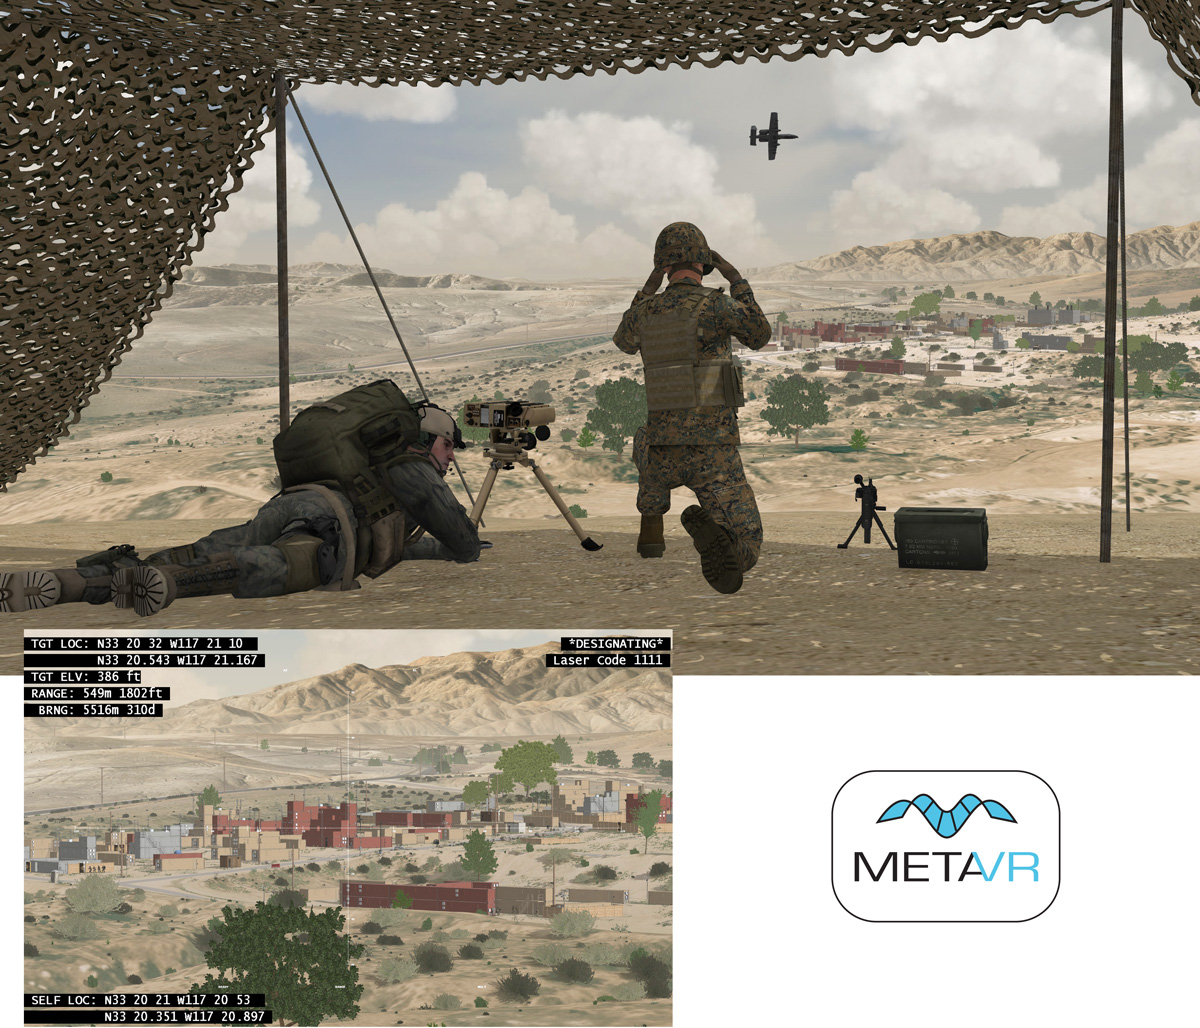 TGT LOC: N33 20 32 W117 21 10
N33 20.543 W117 21.167
TGT ELV: 386 ft
RANGE: 549m 1802ft
BRNG: 5516m 310d
*DESIGNATING*
Laser Code 1111
SELF LOC: N33 20 21 W117 20 53
N33 20.351 W117 20.897
METAVR